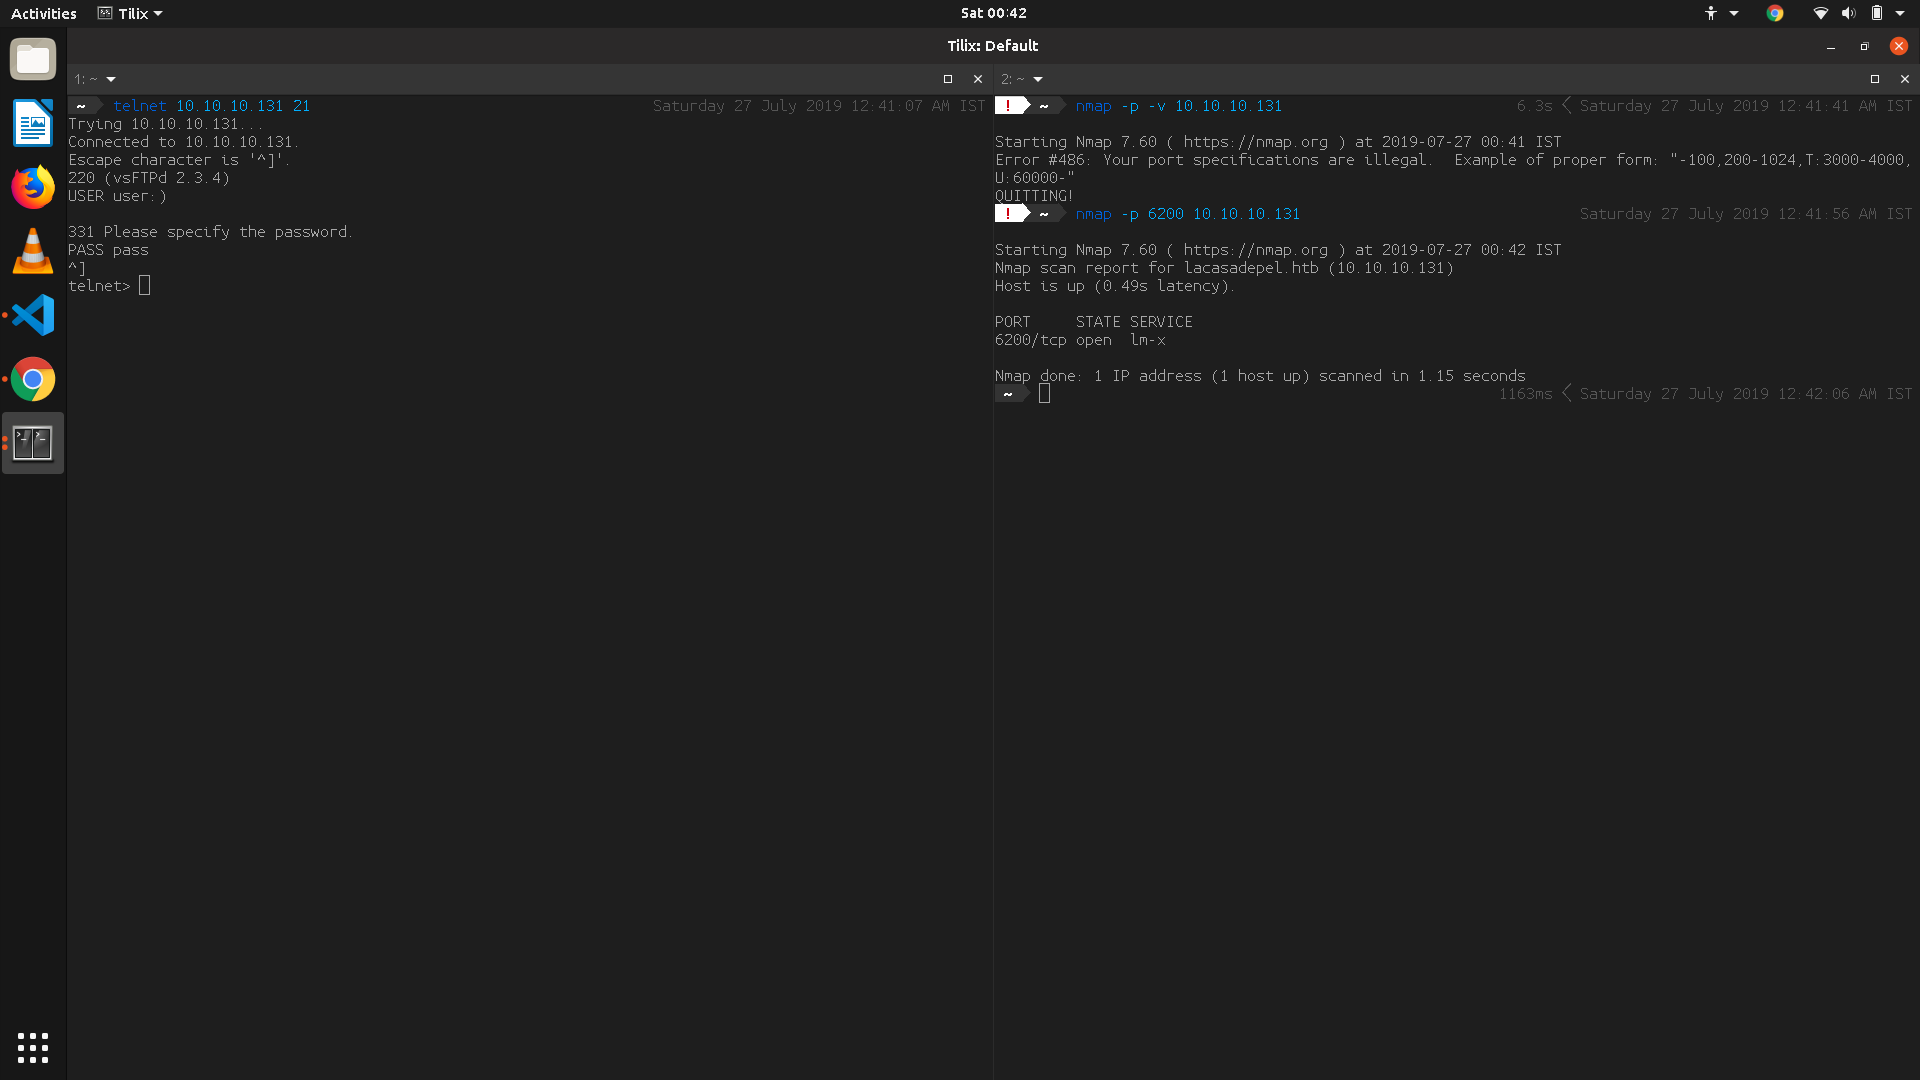 Activities Tilix Sat 00:42
Tilix: Default
1: ~
~ telnet 10.10.10.131 21 Saturday 27 July 2019 12:41:07 AM IST
Trying 10.10.10.131...
Connected to 10.10.10.131.
Escape character is '^]'.
220 (vsFTPd 2.3.4)
USER user:)
331 Please specify the password.
PASS pass
^]
telnet>
2: ~
! ~ nmap -p -v 10.10.10.131 6.3s Saturday 27 July 2019 12:41:41 AM IST
Starting Nmap 7.60 ( https://nmap.org ) at 2019-07-27 00:41 IST
Error #486: Your port specifications are illegal.  Example of proper form: "-100,200-1024,T:3000-4000,
U:60000-"
QUITTING!
! ~ nmap -p 6200 10.10.10.131 Saturday 27 July 2019 12:41:56 AM IST
Starting Nmap 7.60 ( https://nmap.org ) at 2019-07-27 00:42 IST
Nmap scan report for lacasadepel.htb (10.10.10.131)
Host is up (0.49s latency).
PORT     STATE SERVICE
6200/tcp open  lm-x
Nmap done: 1 IP address (1 host up) scanned in 1.15 seconds
~ 1163ms Saturday 27 July 2019 12:42:06 AM IST